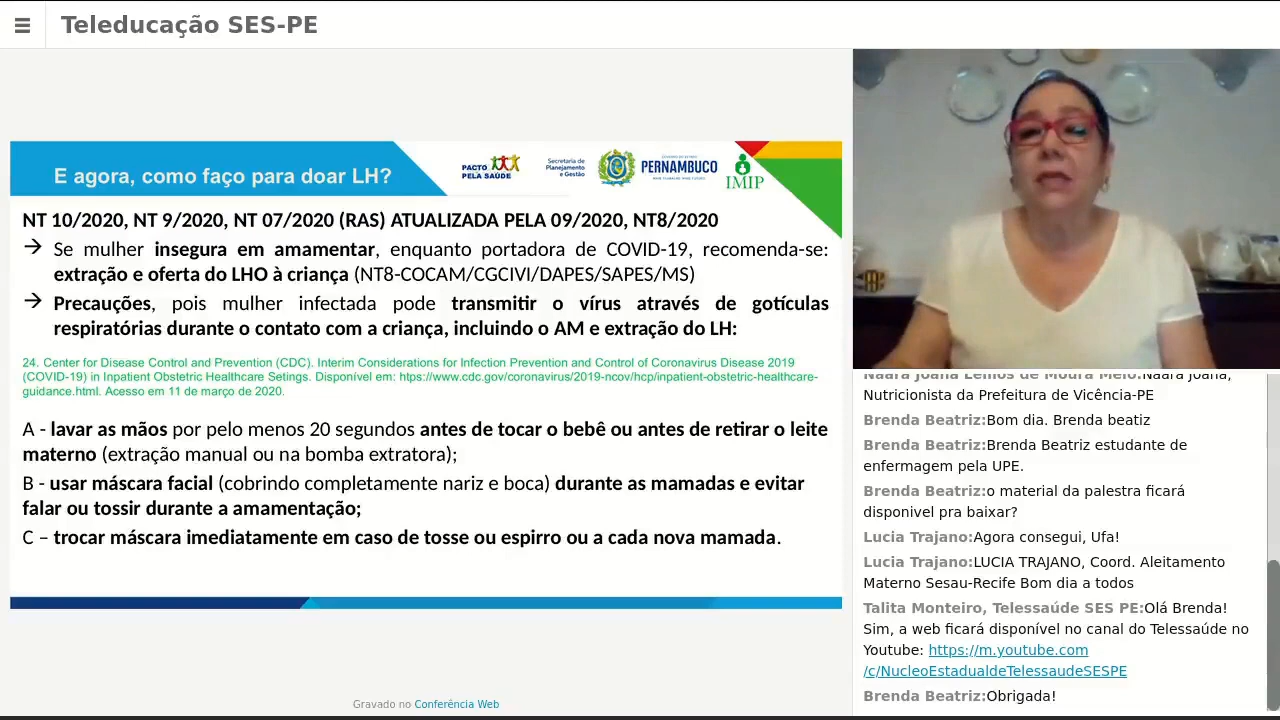 Teleducação SES-PE
E agora, como faço para doar LH?
PACTO
PELA SAÚDE
Secretaria de
Planejamento
e Gestão
PERNAMBUCO
IMIP
NT 10/2020, NT 9/2020, NT 07/2020 (RAS) ATUALIZADA PELA 09/2020, NT8/2020
→ Se mulher insegura em amamentar, enquanto portadora de COVID-19, recomenda-se:
extração e oferta do LHO à criança (NT8-COCAM/CGCIVI/DAPES/SAPES/MS)
→ Precauções, pois mulher infectada pode transmitir o vírus através de gotículas
respiratórias durante o contato com a criança, incluindo o AM e extração do LH:
24. Center for Disease Control and Prevention (CDC). Interim Considerations for Infection Prevention and Control of Coronavirus Disease 2019
(COVID-19) in Inpatient Obstetric Healthcare Setings. Disponível em: htps://www.cdc.gov/coronavirus/2019-ncov/hcp/inpatient-obstetric-healthcare-
guidance.html. Acesso em 11 de março de 2020.
A - lavar as mãos por pelo menos 20 segundos antes de tocar o bebê ou antes de retirar o leite
materno (extração manual ou na bomba extratora);
B - usar máscara facial (cobrindo completamente nariz e boca) durante as mamadas e evitar
falar ou tossir durante a amamentação;
C – trocar máscara imediatamente em caso de tosse ou espirro ou a cada nova mamada.
Gravado no Conferência Web
Naara Joana Lemos de Moura Melo:Naara Joana,
Nutricionista da Prefeitura de Vicência-PE
Brenda Beatriz:Bom dia. Brenda beatiz
Brenda Beatriz:Brenda Beatriz estudante de
enfermagem pela UPE.
Brenda Beatriz:o material da palestra ficará
disponivel pra baixar?
Lucia Trajano:Agora consegui, Ufa!
Lucia Trajano:LUCIA TRAJANO, Coord. Aleitamento
Materno Sesau-Recife Bom dia a todos
Talita Monteiro, Telessaúde SES PE:Olá Brenda!
Sim, a web ficará disponível no canal do Telessaúde no
Youtube: https://m.youtube.com
/c/NucleoEstadualdeTelessaudeSESPE
Brenda Beatriz:Obrigada!